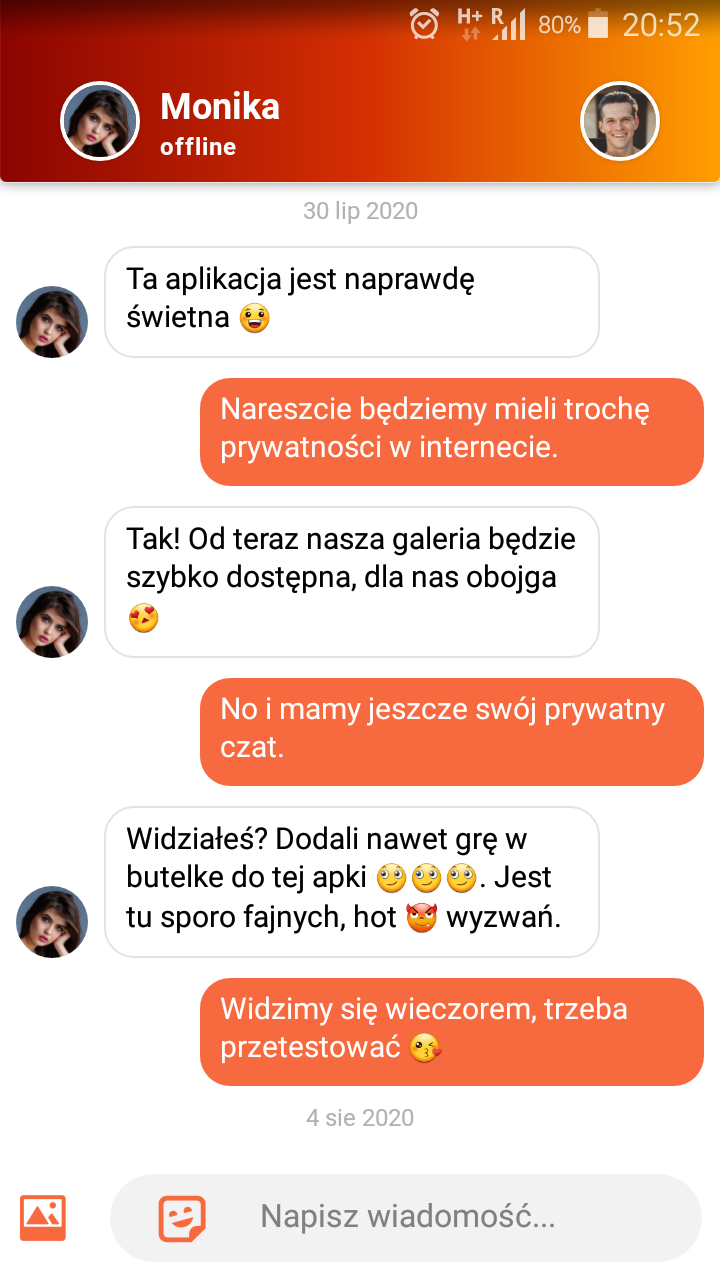 H+ R 80% 20:52
Monika
offline
30 lip 2020
Ta aplikacja jest naprawdę
świetna 😀
Nareszcie będziemy mieli trochę
prywatności w internecie.
Tak! Od teraz nasza galeria będzie
szybko dostępna, dla nas obojga
😍
No i mamy jeszcze swój prywatny
czat.
Widziałeś? Dodali nawet grę w
butelke do tej apki 🙄🙄🙄. Jest
tu sporo fajnych, hot 😈 wyzwań.
Widzimy się wieczorem, trzeba
przetestować 😘
4 sie 2020
Napisz wiadomość...